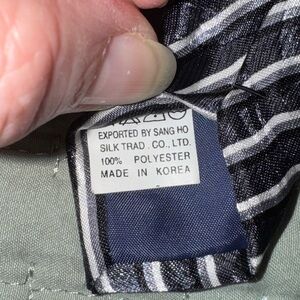 EXPORTED BY SANG HO
SILK TRAD. CO., LTD.
100% POLYESTER
MADE IN KOREA